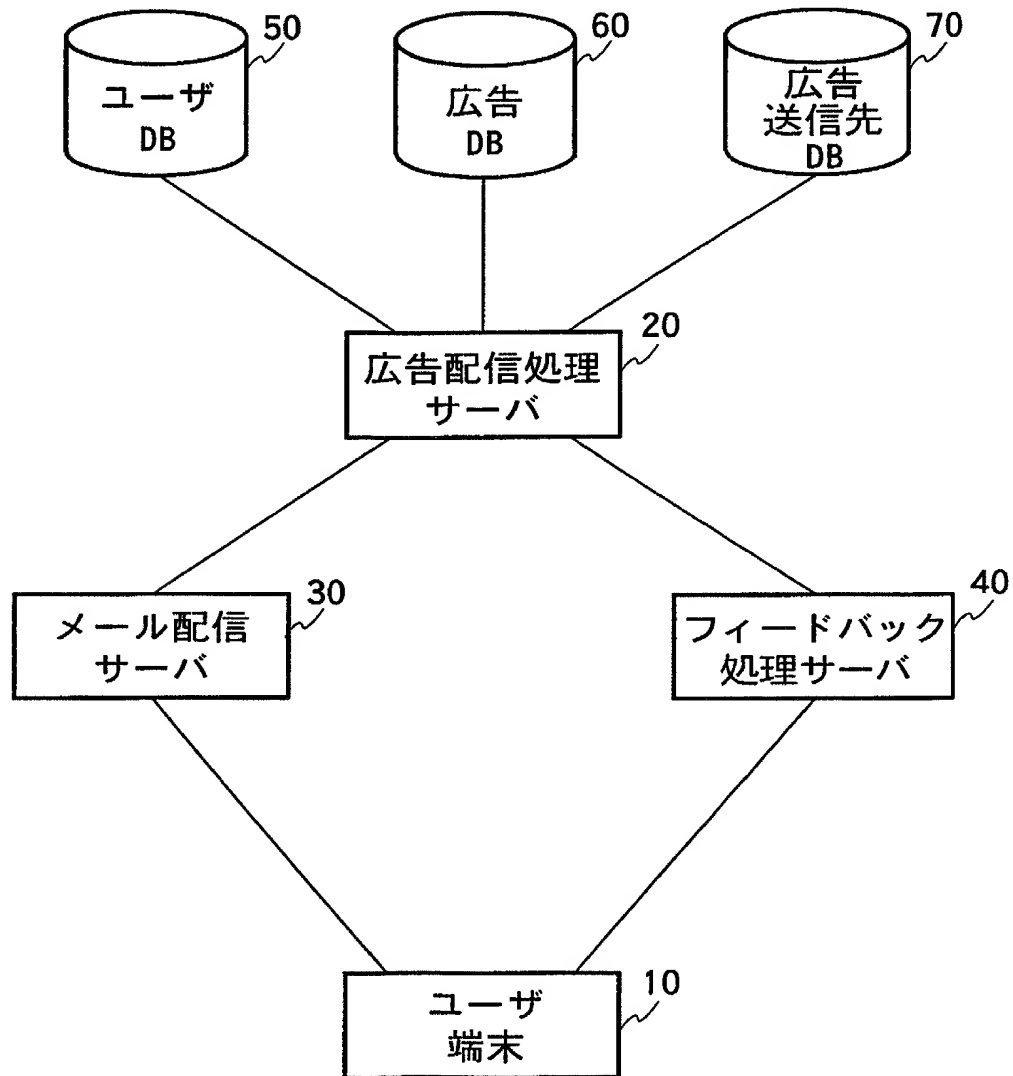 50
ユーザ
DB
60
広告
DB
70
広告
送信先
DB
20
広告配信処理
サーバ
30
メール配信
サーバ
40
フィードバック
処理サーバ
10
ユーザ
端末